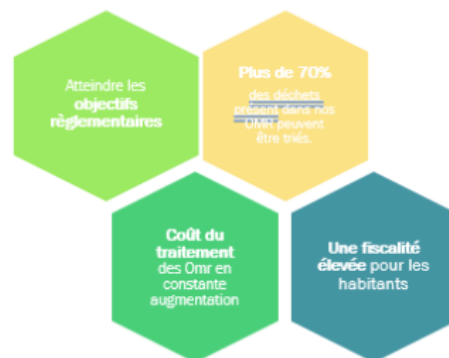 Atteindre les
objectifs
règlementaires
Plus de 70%
des déchets
présent dans nos
OMR peuvent
être triés.
Coût du
traitement
des Omr en
constante
augmentation
Une fiscalité
élevée pour les
habitants